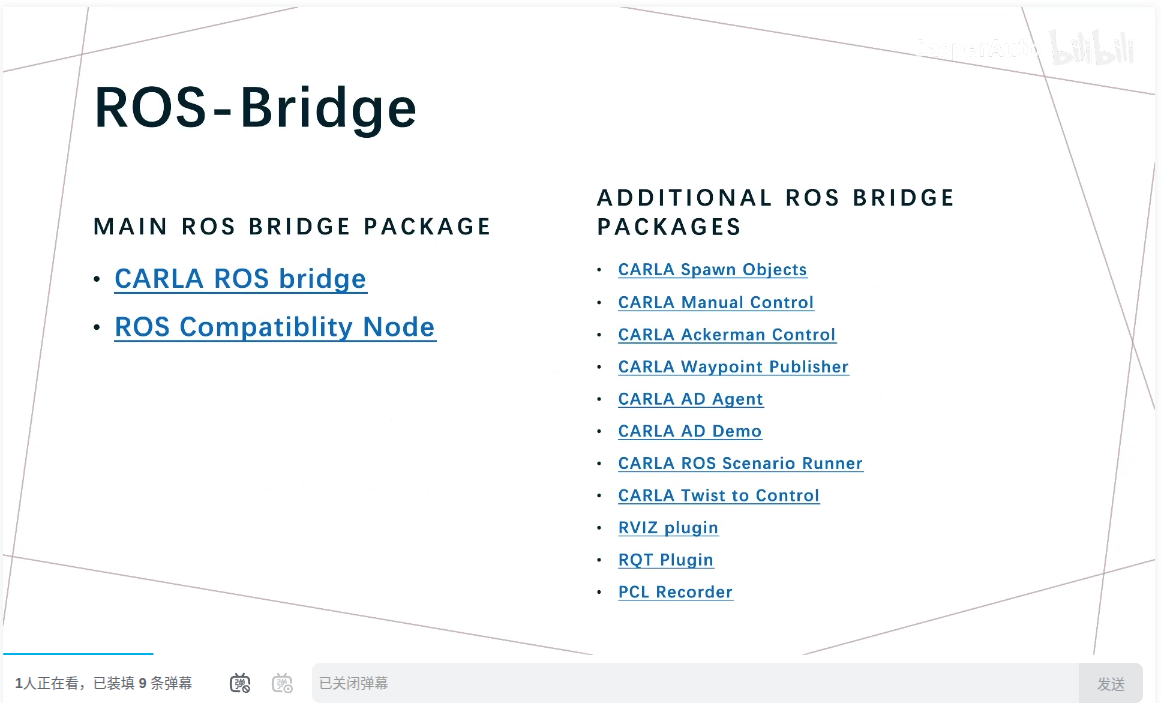 bilibili
ROS-Bridge
MAIN ROS BRIDGE PACKAGE
• CARLA ROS bridge
• ROS Compatiblity Node
ADDITIONAL ROS BRIDGE
PACKAGES
• CARLA Spawn Objects
• CARLA Manual Control
• CARLA Ackerman Control
• CARLA Waypoint Publisher
• CARLA AD Agent
• CARLA AD Demo
• CARLA ROS Scenario Runner
• CARLA Twist to Control
• RVIZ plugin
• RQT Plugin
• PCL Recorder
1人正在看，已装填 9 条弹幕
弹
弹
已关闭弹幕
发送